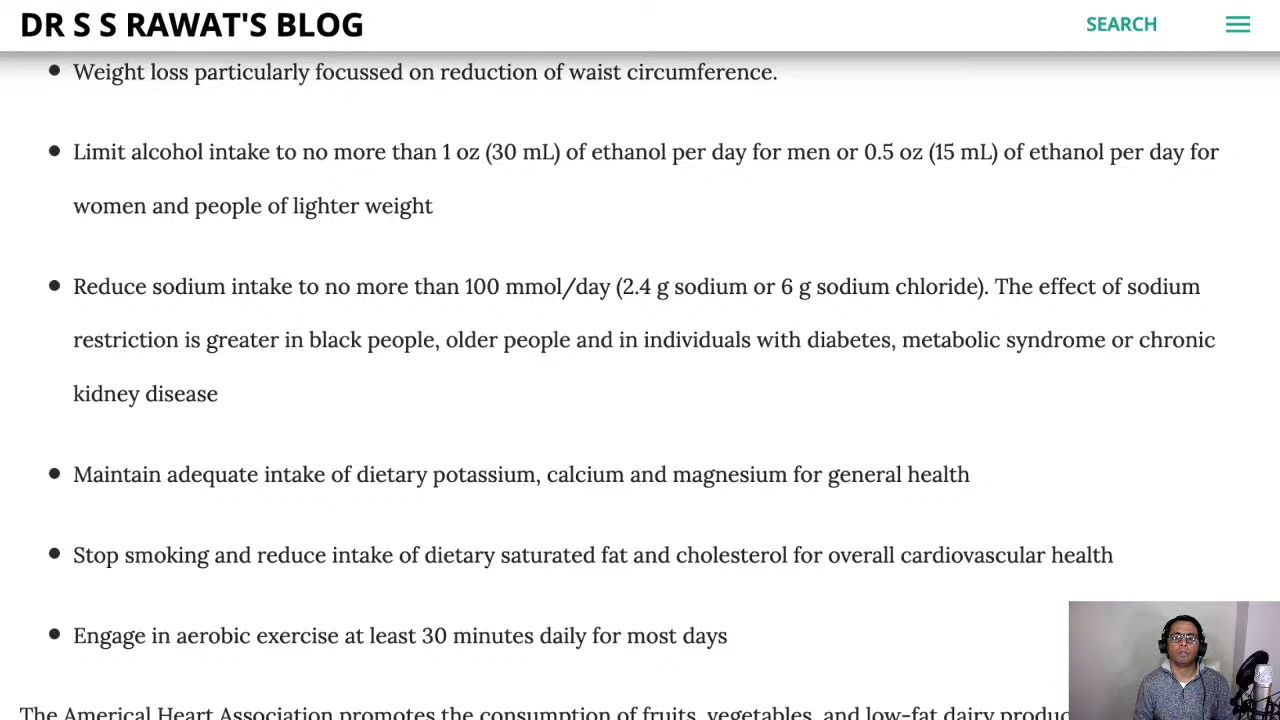 DR S S RAWAT'S BLOG
SEARCH
Weight loss particularly focussed on reduction of waist circumference.
Limit alcohol intake to no more than 1 oz (30 mL) of ethanol per day for men or 0.5 oz (15 mL) of ethanol per day for
women and people of lighter weight
Reduce sodium intake to no more than 100 mmol/day (2.4 g sodium or 6 g sodium chloride). The effect of sodium
restriction is greater in black people, older people and in individuals with diabetes, metabolic syndrome or chronic
kidney disease
Maintain adequate intake of dietary potassium, calcium and magnesium for general health
Stop smoking and reduce intake of dietary saturated fat and cholesterol for overall cardiovascular health
Engage in aerobic exercise at least 30 minutes daily for most days
The Americal Heart Association promotes the consumption of fruits, vegetables, and low-fat dairy